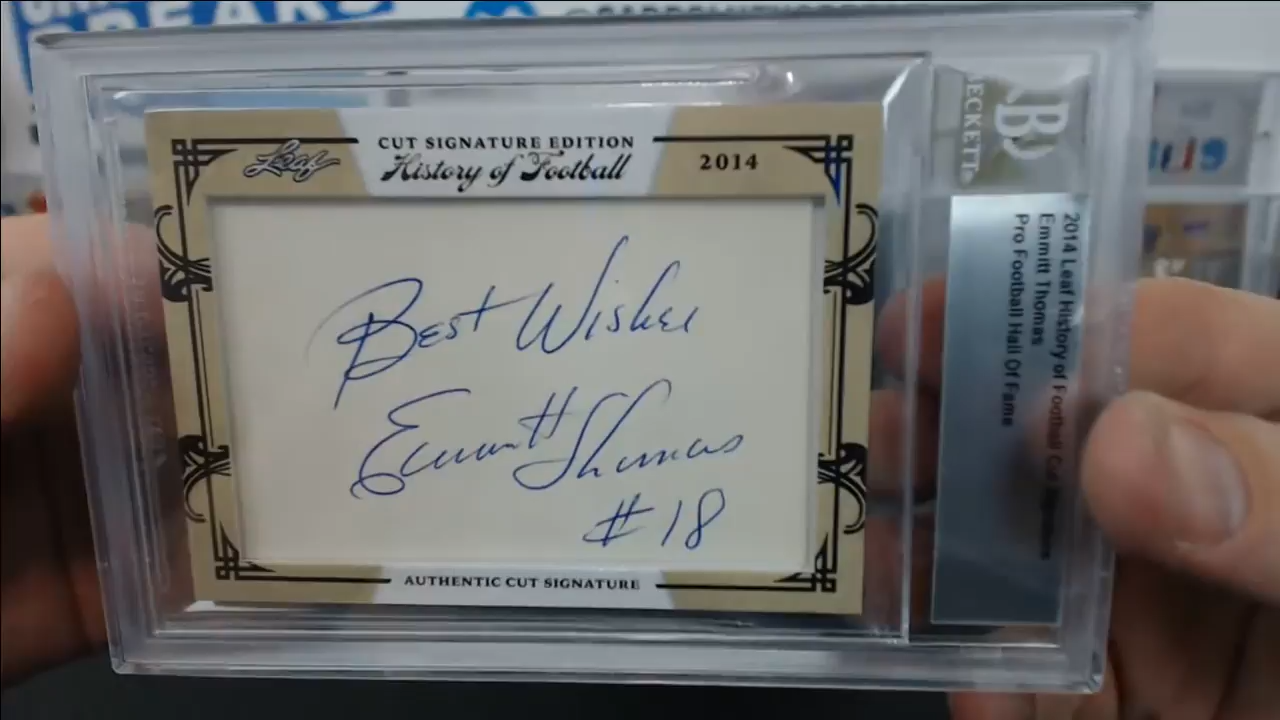 Leaf
CUT SIGNATURE EDITION
History of Football
2014
Best Wishes
Emmitt Thomas
#18
AUTHENTIC CUT SIGNATURE
BECKETT
2014 Leaf History of Football Cut Signatures
Emmitt Thomas
Pro Football Hall Of Fame